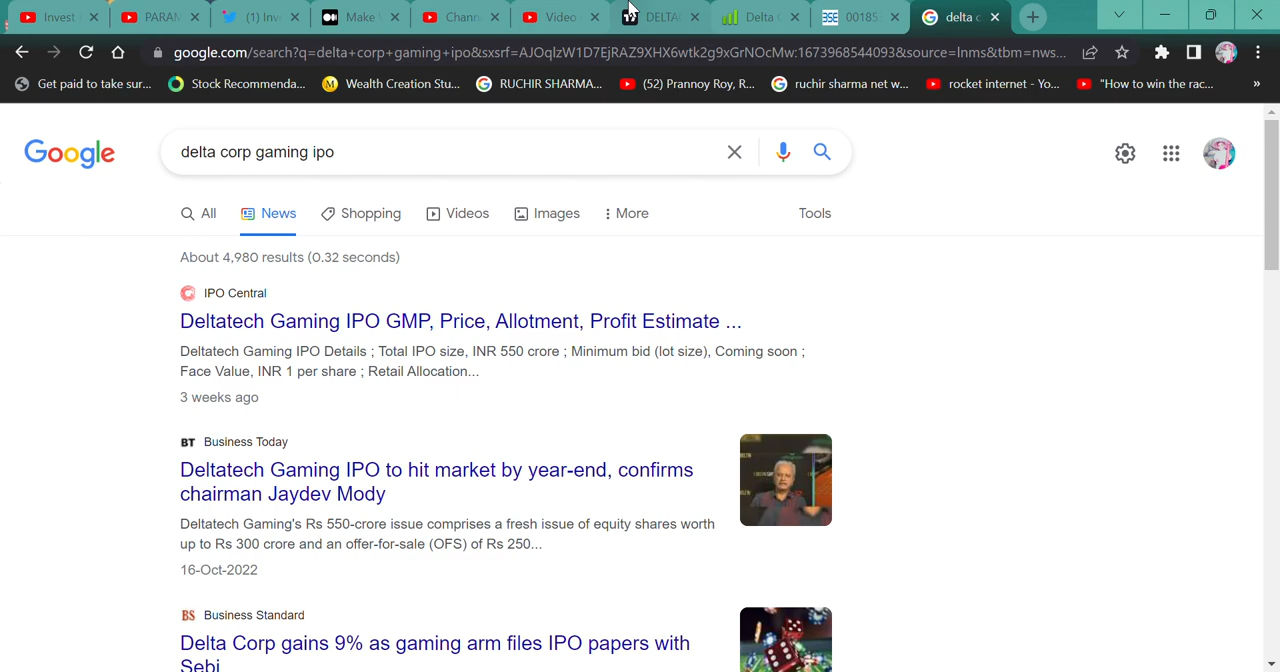 Invest
PARAM
(1) Inv
Make
Chann
Video
DELTA
Delta
00185
delta c
google.com/search?q=delta+corp+gaming+ipo&sxsrf=AJOqlzW1D7EjRAZ9XHX6wtk2g9xGrNOcMw:1673968544093&source=lnms&tbm=nws...
Get paid to take sur...
Stock Recommenda...
Wealth Creation Stu...
RUCHIR SHARMA...
(52) Prannoy Roy, R...
ruchir sharma net w...
rocket internet - Yo...
"How to win the rac...
»
Google
delta corp gaming ipo
All
News
Shopping
Videos
Images
More
Tools
About 4,980 results (0.32 seconds)
IPO Central
Deltatech Gaming IPO GMP, Price, Allotment, Profit Estimate ...
Deltatech Gaming IPO Details ; Total IPO size, INR 550 crore ; Minimum bid (lot size), Coming soon ;
Face Value, INR 1 per share ; Retail Allocation...
3 weeks ago
BT Business Today
Deltatech Gaming IPO to hit market by year-end, confirms
chairman Jaydev Mody
Deltatech Gaming's Rs 550-crore issue comprises a fresh issue of equity shares worth
up to Rs 300 crore and an offer-for-sale (OFS) of Rs 250...
16-Oct-2022
BS Business Standard
Delta Corp gains 9% as gaming arm files IPO papers with
Sebi